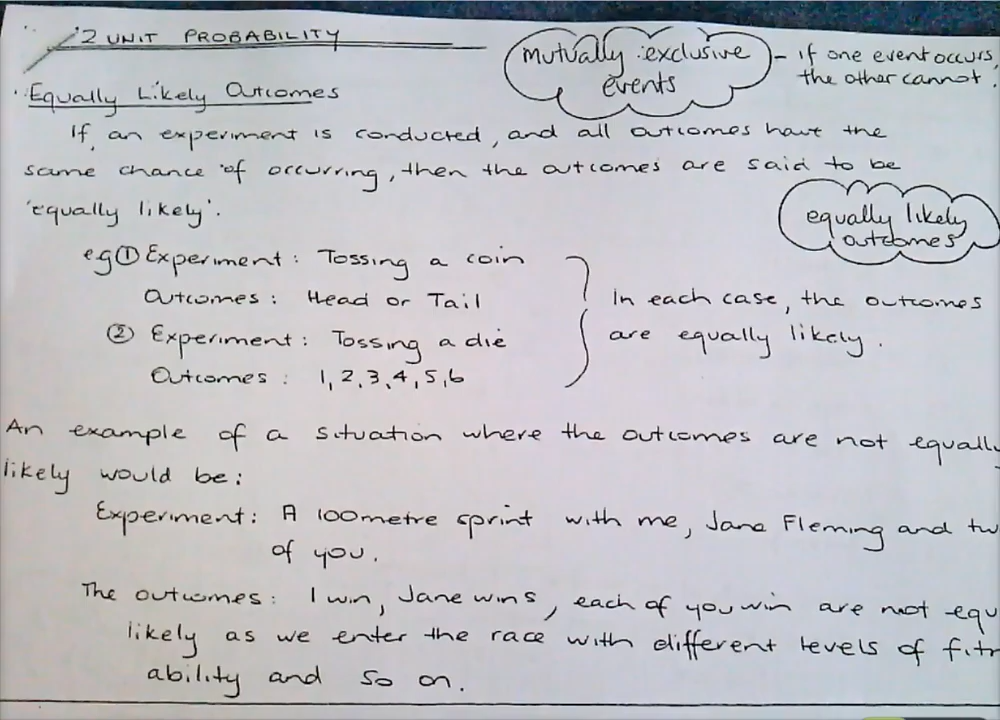 2 UNIT PROBABILITY
mutually exclusive
events
- if one event occurs,
the other cannot.
Equally Likely Outcomes
If an experiment is conducted, and all outcomes have the
same chance of occurring, then the outcomes are said to be
'equally likely'.
equally likely
outcomes
eg ① Experiment: Tossing a coin
Outcomes: Head or Tail
② Experiment: Tossing a die
Outcomes: 1, 2, 3, 4, 5, 6
In each case, the outcomes
are equally likely.
An example of a situation where the outcomes are not equally
likely would be:
Experiment: A 100metre sprint with me, Jane Fleming and tw
of you.
The outcomes: I win, Jane wins, each of you win are not equ
likely as we enter the race with different levels of fitn
ability and so on.